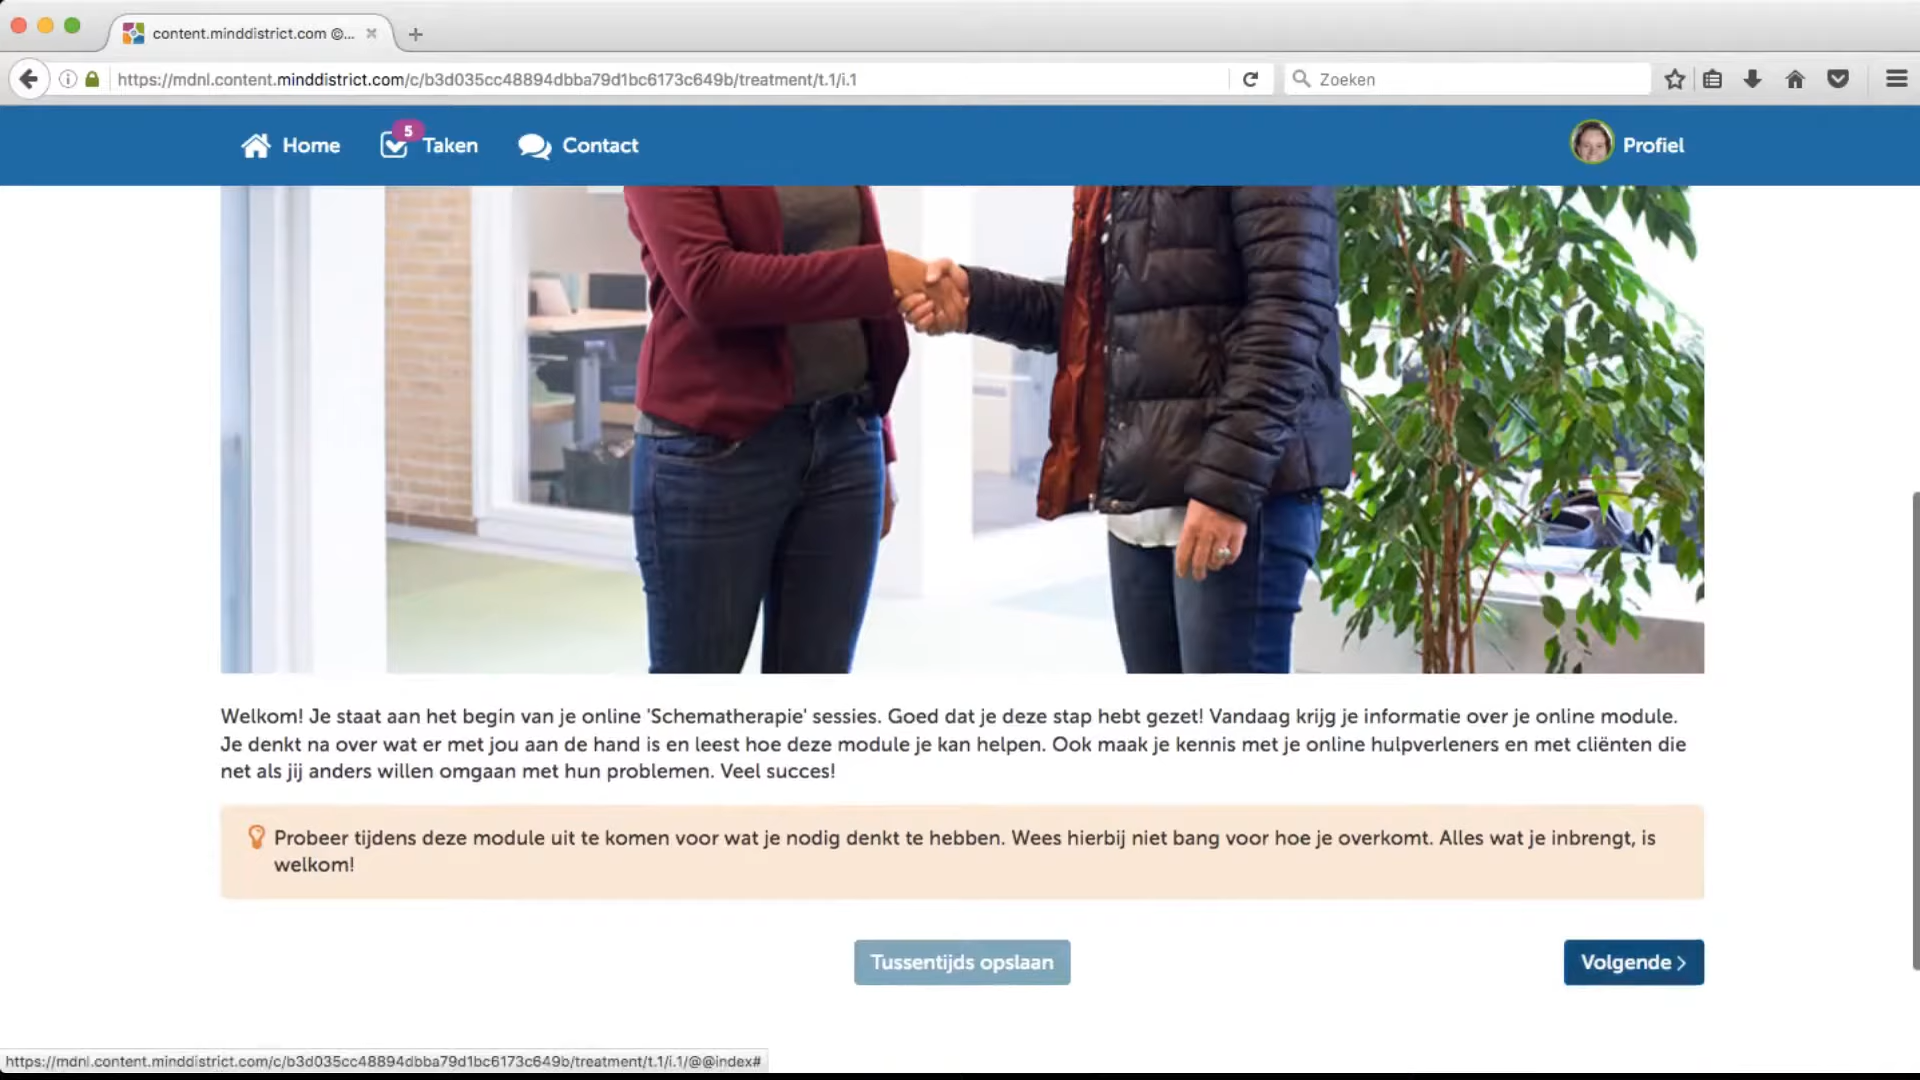 content.minddistrict.com ©...
https://mdnl.content.minddistrict.com/c/b3d035cc48894dbba79d1bc6173c649b/treatment/t.1/i.1
Zoeken
Home
5
Taken
Contact
Profiel
Welkom! Je staat aan het begin van je online 'Schematherapie' sessies. Goed dat je deze stap hebt gezet! Vandaag krijg je informatie over je online module.
Je denkt na over wat er met jou aan de hand is en leest hoe deze module je kan helpen. Ook maak je kennis met je online hulpverleners en met cliënten die
net als jij anders willen omgaan met hun problemen. Veel succes!
Probeer tijdens deze module uit te komen voor wat je nodig denkt te hebben. Wees hierbij niet bang voor hoe je overkomt. Alles wat je inbrengt, is
welkom!
Tussentijds opslaan
Volgende
https://mdnl.content.minddistrict.com/c/b3d035cc48894dbba79d1bc6173c649b/treatment/t.1/i.1/@@index#